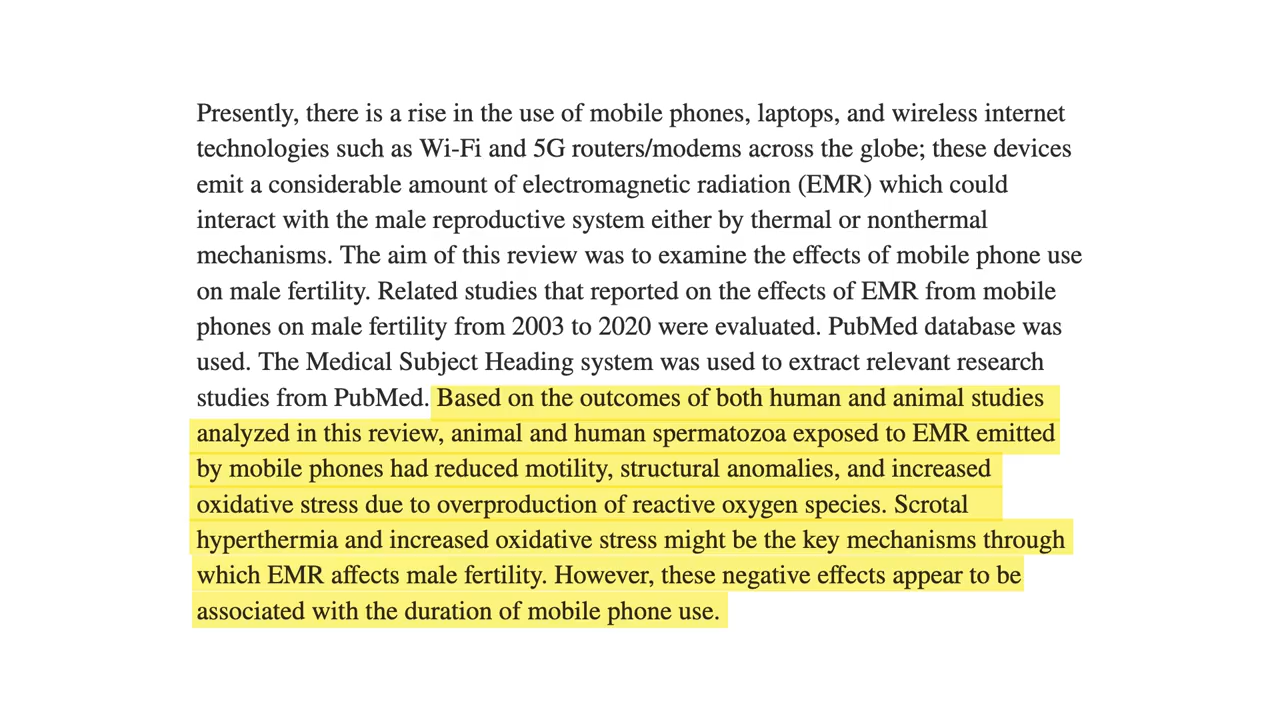 Presently, there is a rise in the use of mobile phones, laptops, and wireless internet
technologies such as Wi-Fi and 5G routers/modems across the globe; these devices
emit a considerable amount of electromagnetic radiation (EMR) which could
interact with the male reproductive system either by thermal or nonthermal
mechanisms. The aim of this review was to examine the effects of mobile phone use
on male fertility. Related studies that reported on the effects of EMR from mobile
phones on male fertility from 2003 to 2020 were evaluated. PubMed database was
used. The Medical Subject Heading system was used to extract relevant research
studies from PubMed. Based on the outcomes of both human and animal studies
analyzed in this review, animal and human spermatozoa exposed to EMR emitted
by mobile phones had reduced motility, structural anomalies, and increased
oxidative stress due to overproduction of reactive oxygen species. Scrotal
hyperthermia and increased oxidative stress might be the key mechanisms through
which EMR affects male fertility. However, these negative effects appear to be
associated with the duration of mobile phone use.